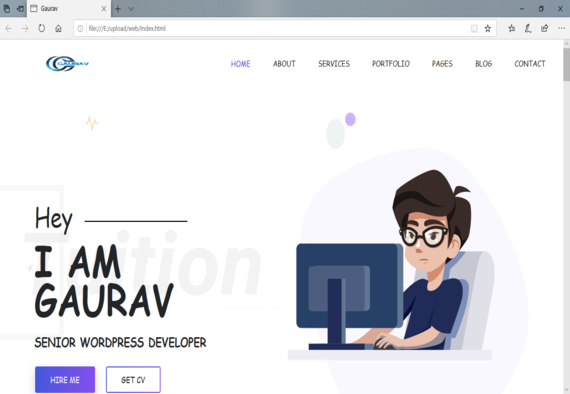 Gaurav
file:///E:/upload/web/index.html
GAURAV
HOME ABOUT SERVICES PORTFOLIO PAGES BLOG CONTACT
Hey
I AM
GAURAV
SENIOR WORDPRESS DEVELOPER
HIRE ME GET CV